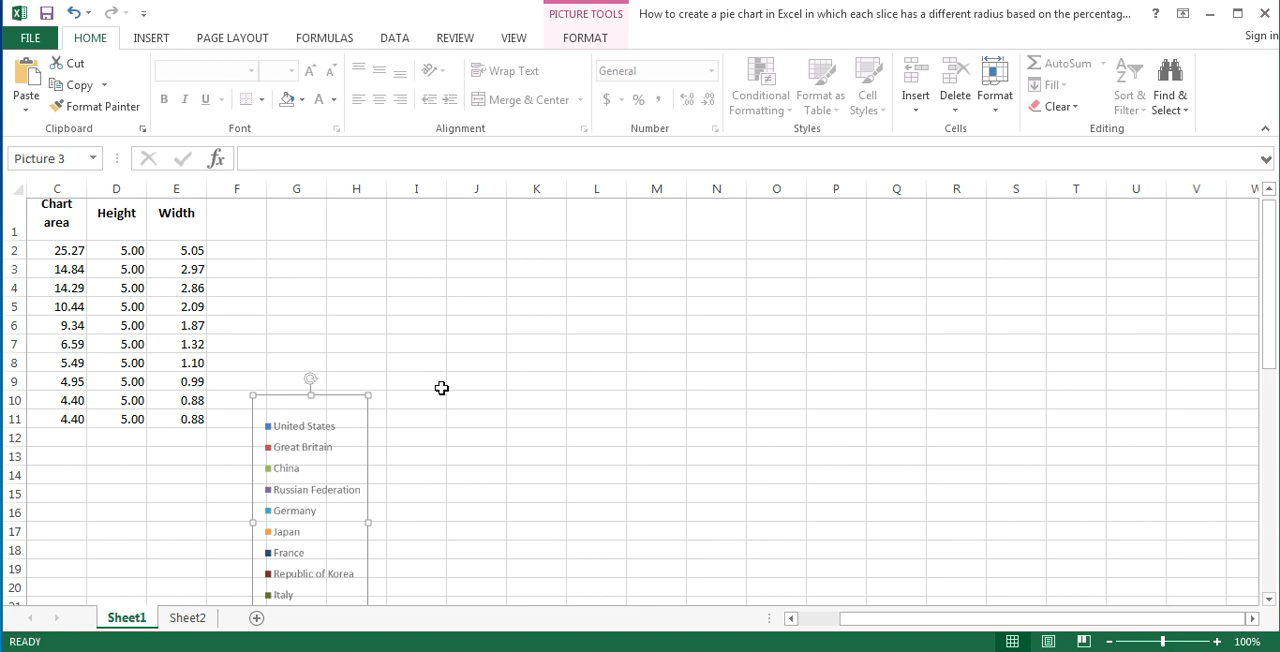 PICTURE TOOLS How to create a pie chart in Excel in which each slice has a different radius based on the percentag... ?
FILE HOME INSERT PAGE LAYOUT FORMULAS DATA REVIEW VIEW FORMAT Sign in
Paste Cut Copy Format Painter
B I U A A A
Wrap Text
Merge & Center
General
$ % ,
Conditional Formatting Format as Table Cell Styles
Insert Delete Format
AutoSum Fill Clear
Sort & Filter Find & Select
Clipboard Font Alignment Number Styles Cells Editing
Picture 3 fx
C D E F G H I J K L M N O P Q R S T U V W
1 Chart area Height Width
2 25.27 5.00 5.05
3 14.84 5.00 2.97
4 14.29 5.00 2.86
5 10.44 5.00 2.09
6 9.34 5.00 1.87
7 6.59 5.00 1.32
8 5.49 5.00 1.10
9 4.95 5.00 0.99
10 4.40 5.00 0.88
11 4.40 5.00 0.88
12
13
14
15
16
17
18
19
20
United States
Great Britain
China
Russian Federation
Germany
Japan
France
Republic of Korea
Italy
Sheet1 Sheet2
READY 100%